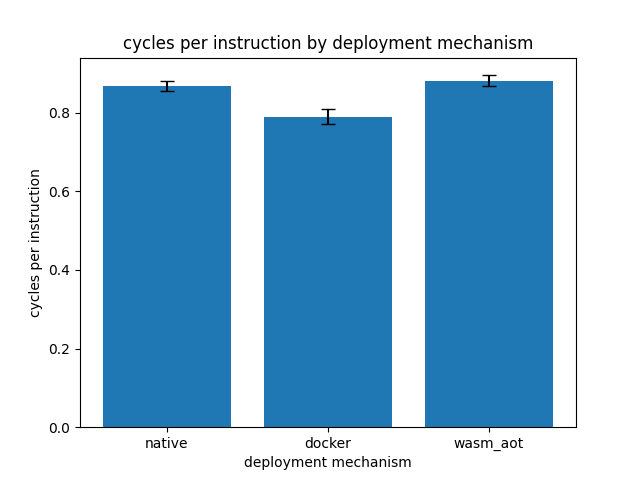 cycles per instruction by deployment mechanism
cycles per instruction
0.8
0.6
0.4
0.2
0.0
native docker wasm_aot
deployment mechanism